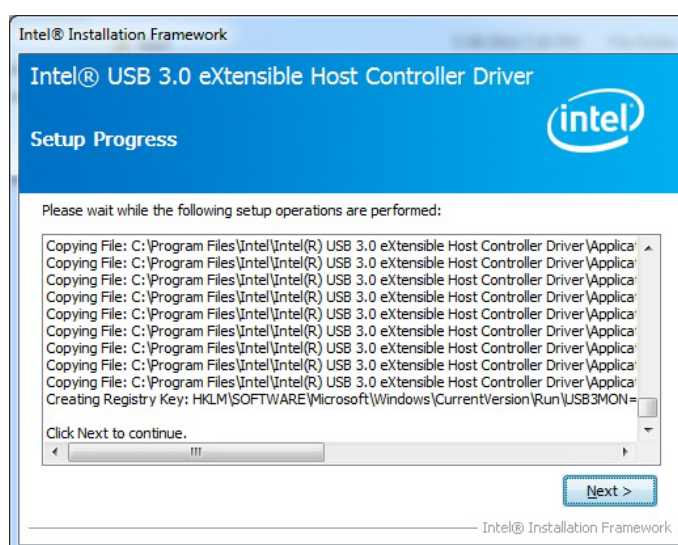 Intel® Installation Framework
Intel® USB 3.0 eXtensible Host Controller Driver
intel
Setup Progress
Please wait while the following setup operations are performed:
Copying File: C:\Program Files\Intel\Intel(R) USB 3.0 eXtensible Host Controller Driver\Applica
Copying File: C:\Program Files\Intel\Intel(R) USB 3.0 eXtensible Host Controller Driver\Applica
Copying File: C:\Program Files\Intel\Intel(R) USB 3.0 eXtensible Host Controller Driver\Applica
Copying File: C:\Program Files\Intel\Intel(R) USB 3.0 eXtensible Host Controller Driver\Applica
Copying File: C:\Program Files\Intel\Intel(R) USB 3.0 eXtensible Host Controller Driver\Applica
Copying File: C:\Program Files\Intel\Intel(R) USB 3.0 eXtensible Host Controller Driver\Applica
Copying File: C:\Program Files\Intel\Intel(R) USB 3.0 eXtensible Host Controller Driver\Applica
Copying File: C:\Program Files\Intel\Intel(R) USB 3.0 eXtensible Host Controller Driver\Applica
Copying File: C:\Program Files\Intel\Intel(R) USB 3.0 eXtensible Host Controller Driver\Applica
Creating Registry Key: HKLM\SOFTWARE\Microsoft\Windows\CurrentVersion\Run\USB3MON=
Click Next to continue.
Next >
Intel® Installation Framework